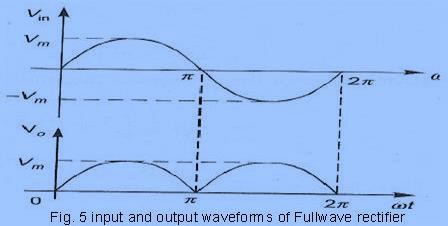 Vin
Vm
π 2π α
−Vm
Vo
Vm
0 π 2π ωt
Fig. 5 input and output waveforms of Fullwave rectifier